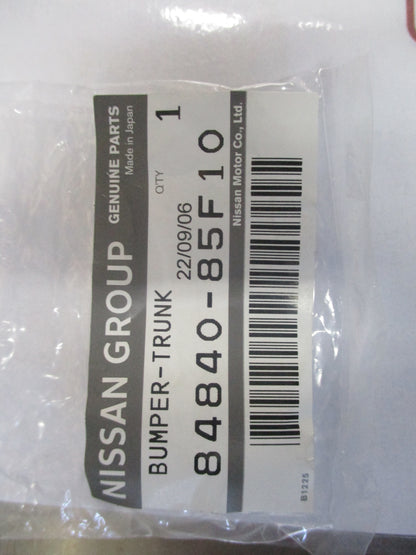 NISSAN GROUP GENUINE PARTS
Made in Japan
BUMPER-TRUNK Q'TY 1
22/09/06
84840-85F10
Nissan Motor Co., Ltd.
B1225